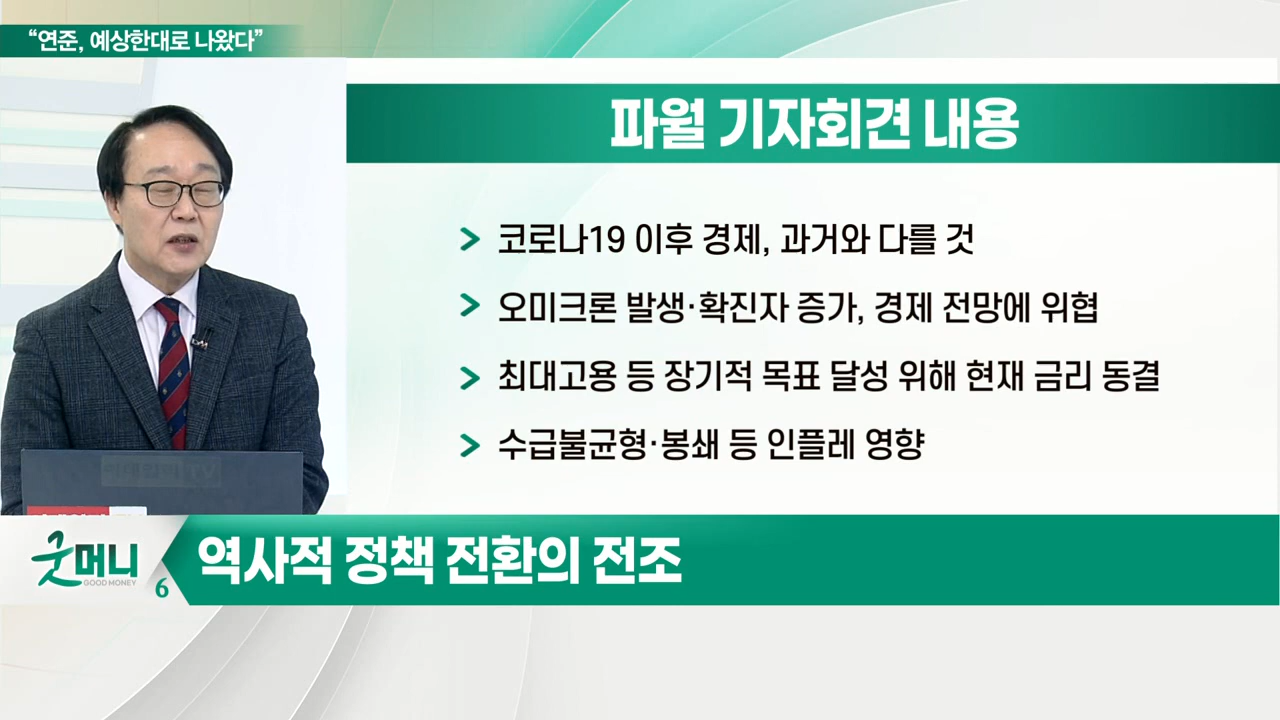 “연준, 예상한대로 나왔다”
파월 기자회견 내용
코로나19 이후 경제, 과거와 다를 것
오미크론 발생·확진자 증가, 경제 전망에 위협
최대고용 등 장기적 목표 달성 위해 현재 금리 동결
수급불균형·봉쇄 등 인플레 영향
굿머니
GOOD MONEY
6
역사적 정책 전환의 전조